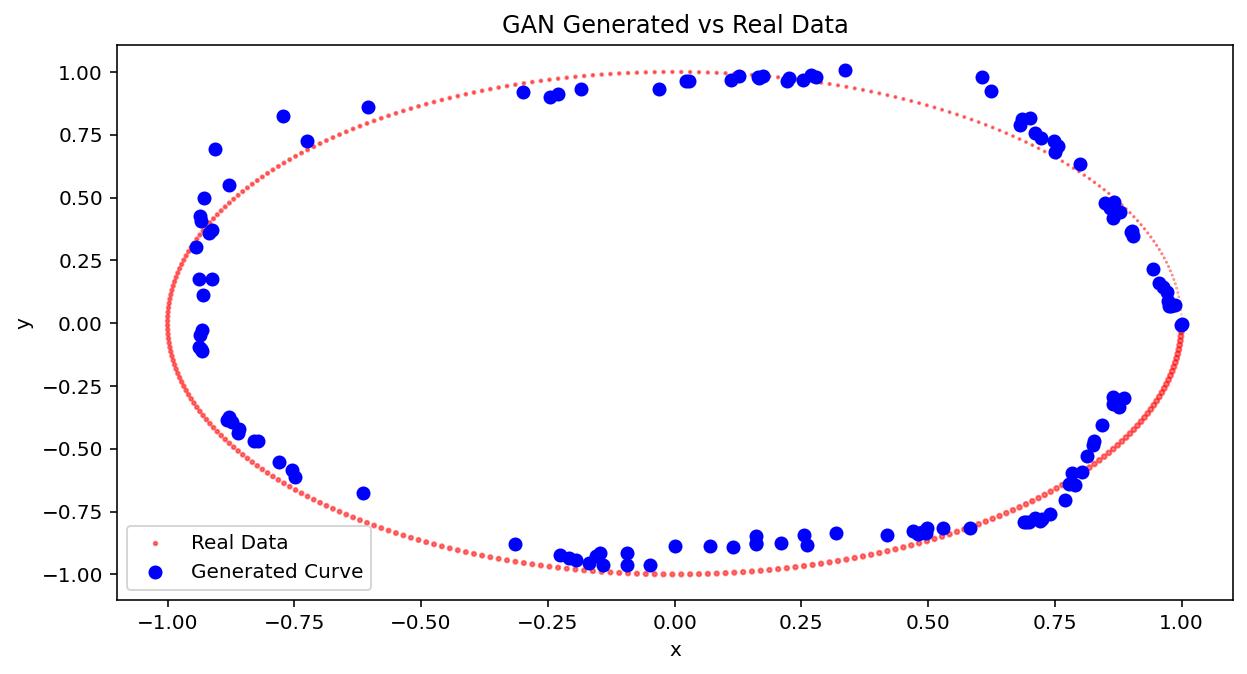 GAN Generated vs Real Data
1.00
0.75
0.50
0.25
0.00
−0.25
−0.50
−0.75
−1.00
y
Real Data
Generated Curve
−1.00 −0.75 −0.50 −0.25 0.00 0.25 0.50 0.75 1.00
x